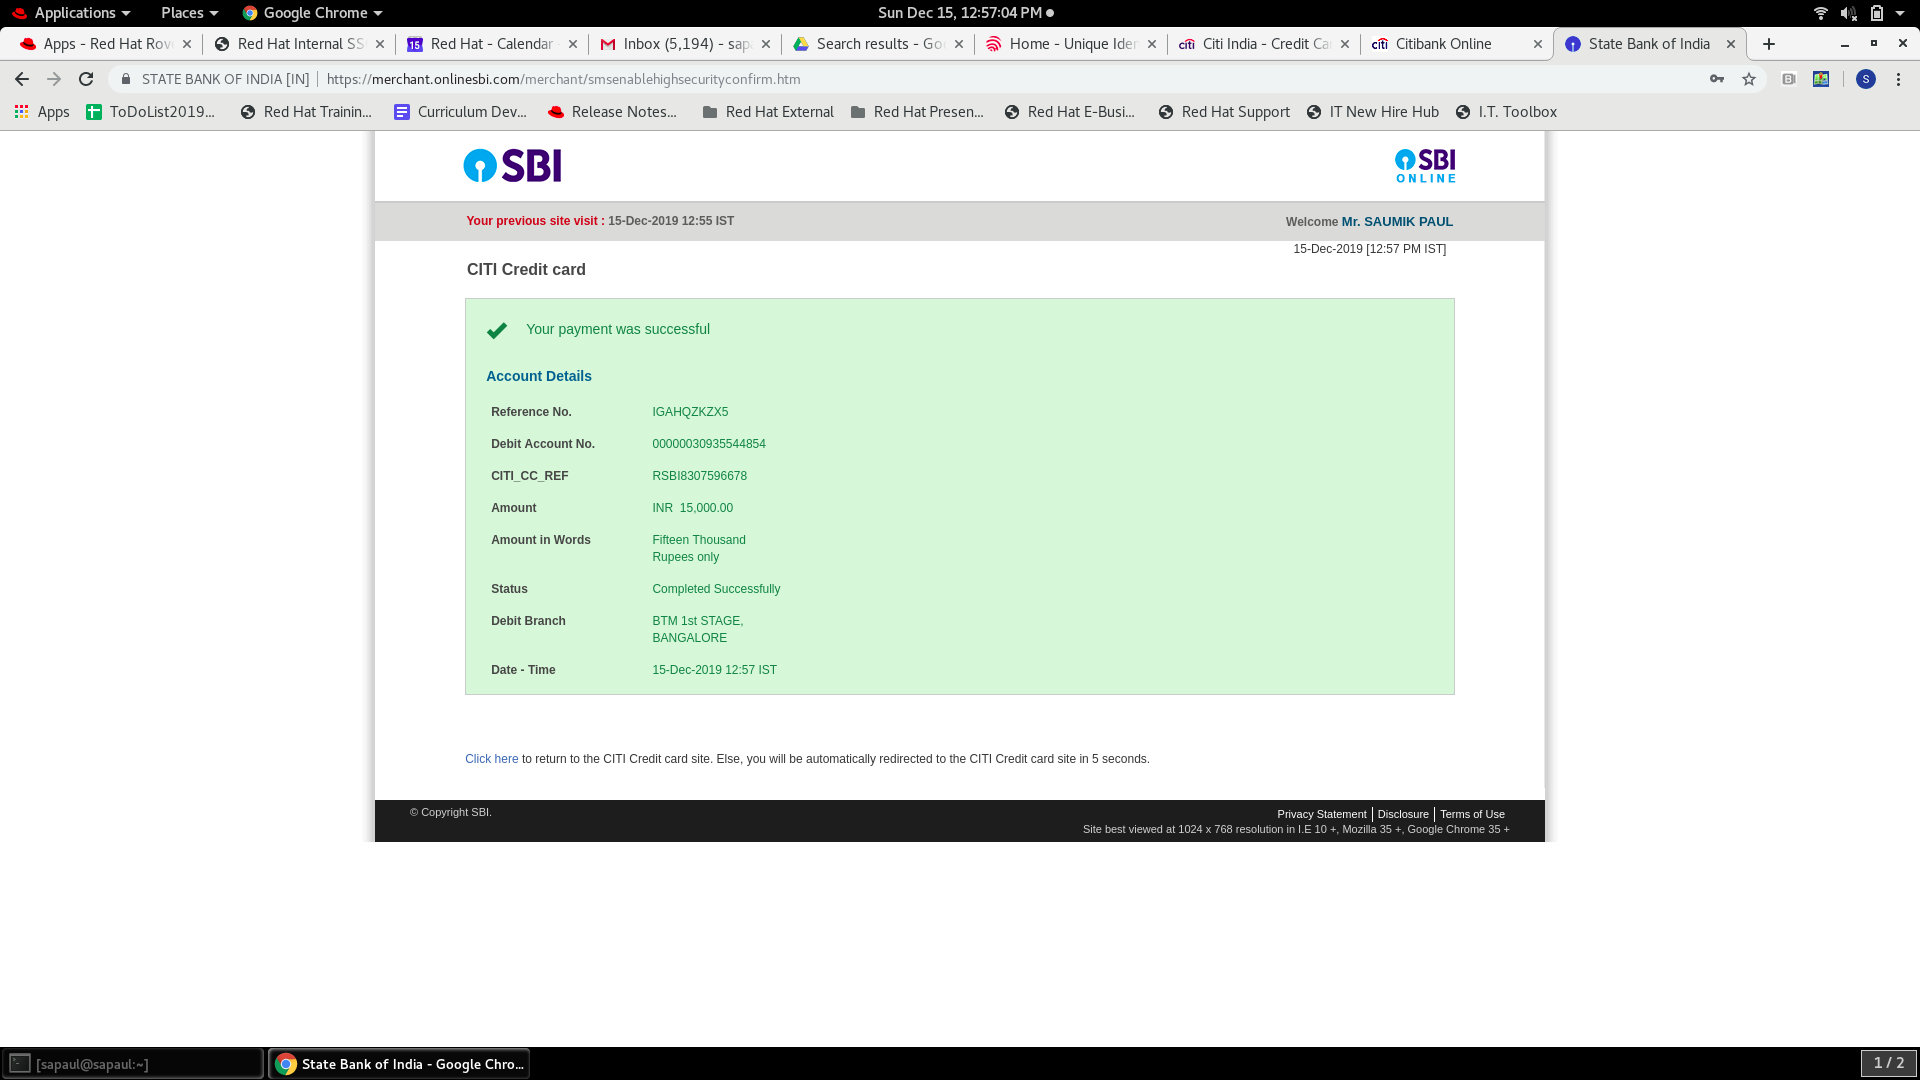 Applications Places Google Chrome Sun Dec 15, 12:57:04 PM
Apps - Red Hat Rov Red Hat Internal SS Red Hat - Calendar Inbox (5,194) - sap Search results - Go Home - Unique Iden Citi India - Credit Ca Citibank Online State Bank of India
STATE BANK OF INDIA [IN] https://merchant.onlinesbi.com/merchant/smsenablehighsecurityconfirm.htm S
Apps ToDoList2019... Red Hat Trainin... Curriculum Dev... Release Notes... Red Hat External Red Hat Presen... Red Hat E-Busi... Red Hat Support IT New Hire Hub I.T. Toolbox
SBI SBI
ONLINE
Your previous site visit : 15-Dec-2019 12:55 IST Welcome Mr. SAUMIK PAUL
15-Dec-2019 [12:57 PM IST]
CITI Credit card
Your payment was successful
Account Details
Reference No. IGAHQZKZX5
Debit Account No. 00000030935544854
CITI_CC_REF RSBI8307596678
Amount INR 15,000.00
Amount in Words Fifteen Thousand
Rupees only
Status Completed Successfully
Debit Branch BTM 1st STAGE,
BANGALORE
Date - Time 15-Dec-2019 12:57 IST
Click here to return to the CITI Credit card site. Else, you will be automatically redirected to the CITI Credit card site in 5 seconds.
© Copyright SBI. Privacy Statement Disclosure Terms of Use
Site best viewed at 1024 x 768 resolution in I.E 10 +, Mozilla 35 +, Google Chrome 35 +
[sapaul@sapaul:~] State Bank of India - Google Chro... 1 / 2